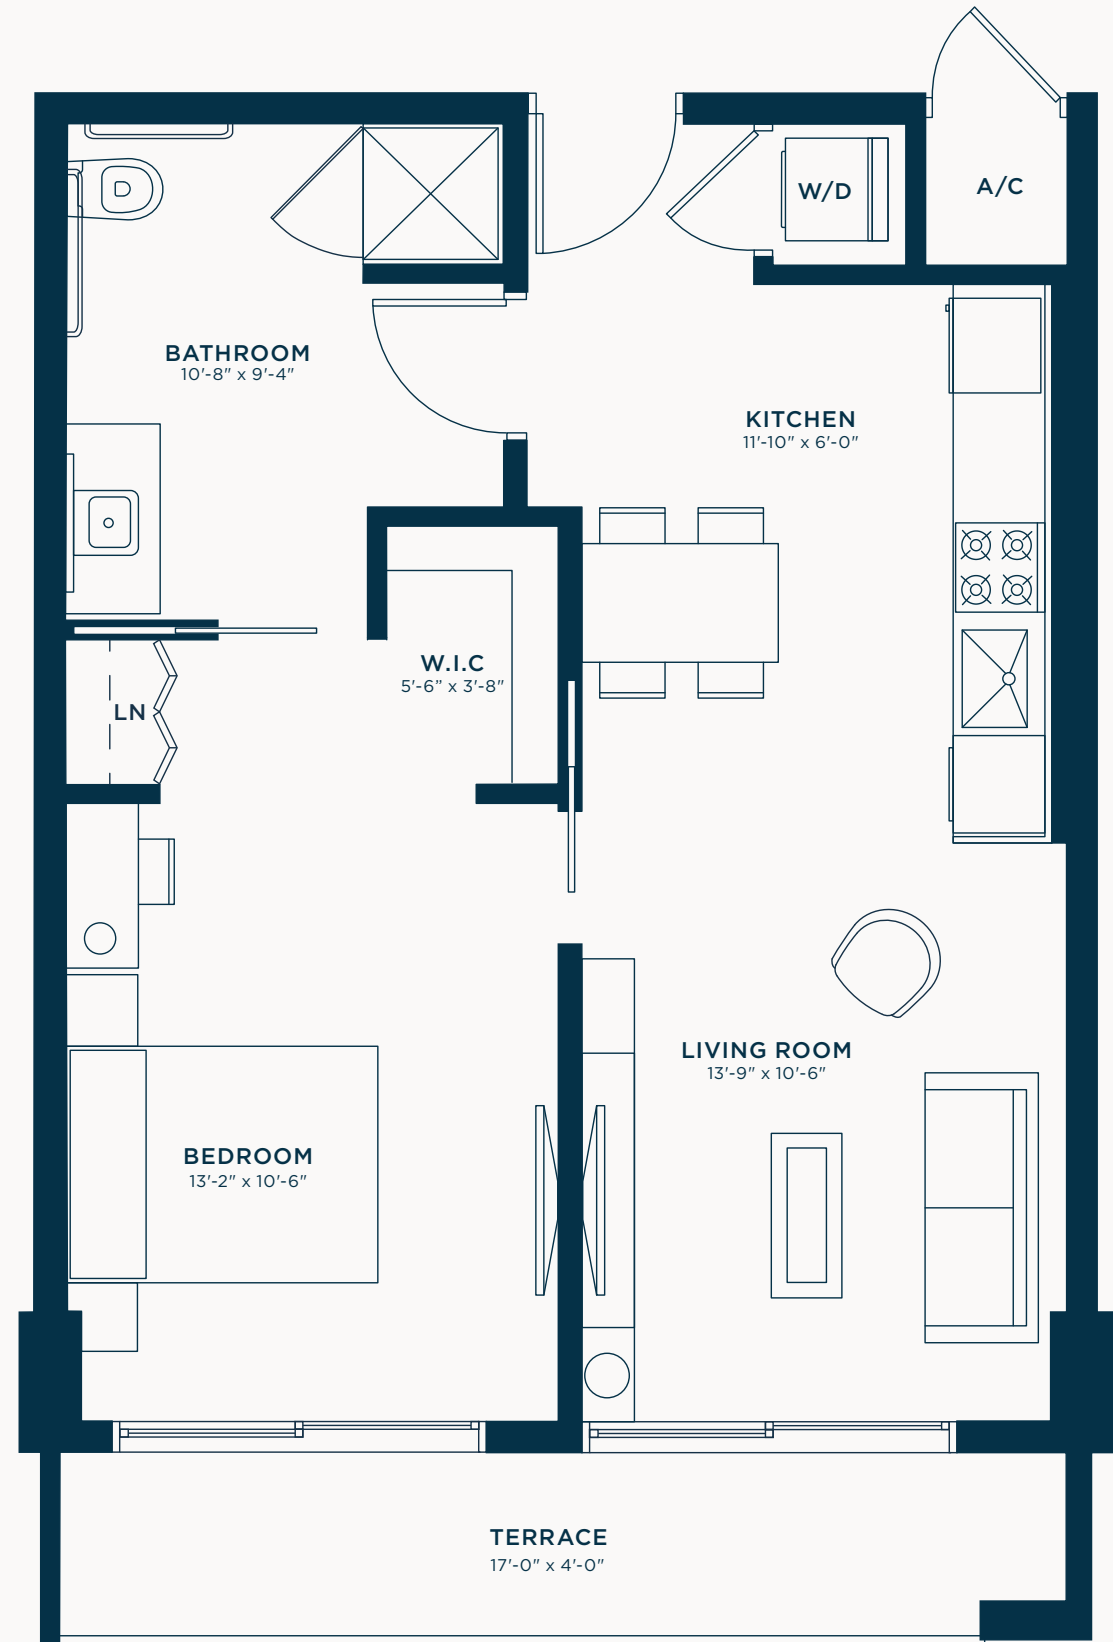 W/D
A/C
BATHROOM
10'-8" x 9'-4"
KITCHEN
11'-10" x 6'-0"
W.I.C
5'-6” x 3'-8"
LN
LIVING ROOM
13'-9" x 10'-6"
BEDROOM
13'-2" x 10'-6"
TERRACE
17'-0" x 4'-0"